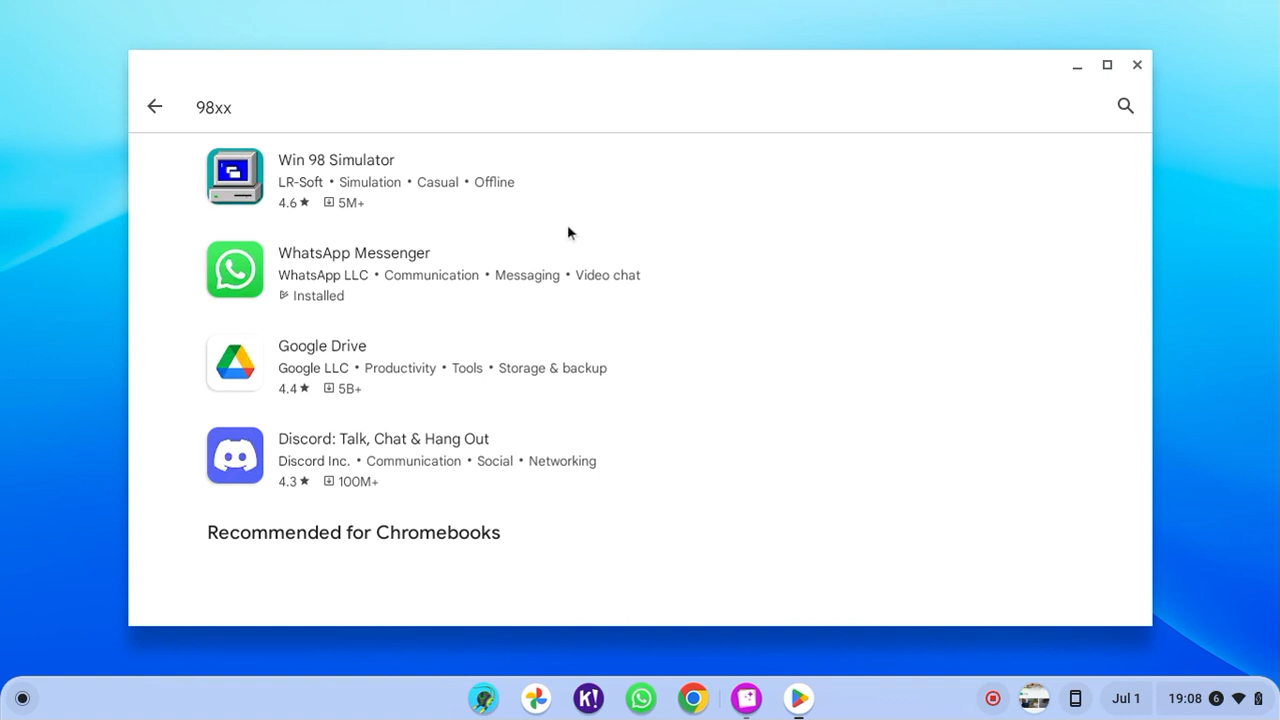 98xx
Win 98 Simulator
LR-Soft • Simulation • Casual • Offline
4.6★ 5M+
WhatsApp Messenger
WhatsApp LLC • Communication • Messaging • Video chat
Installed
Google Drive
Google LLC • Productivity • Tools • Storage & backup
4.4★ 5B+
Discord: Talk, Chat & Hang Out
Discord Inc. • Communication • Social • Networking
4.3★ 100M+
Recommended for Chromebooks
K! Jul 1 19:08 6